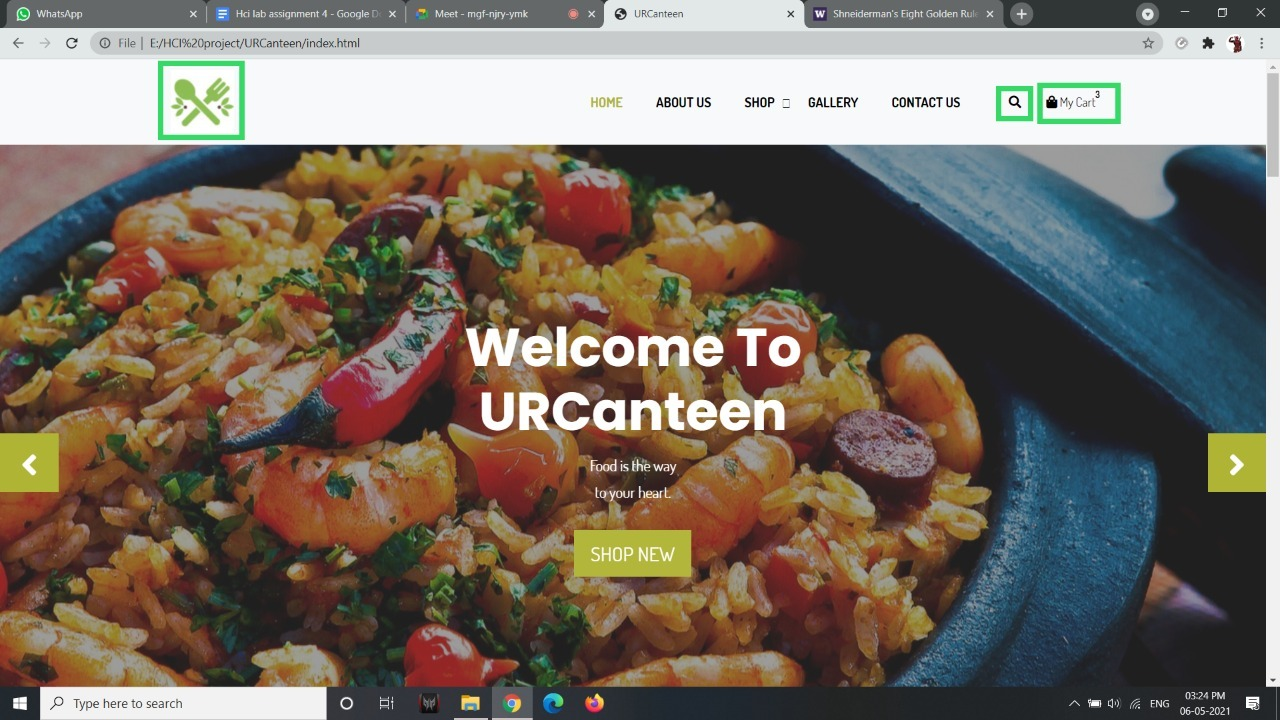 WhatsApp
Hci lab assignment 4 - Google D
Meet - mgf-njry-ymk
URCanteen
Shneiderman's Eight Golden Rule
File | E:/HCI%20project/URCanteen/index.html
HOME
ABOUT US
SHOP
GALLERY
CONTACT US
My Cart 3
Welcome To
URCanteen
Food is the way
to your heart.
SHOP NEW
Type here to search
ENG
03:24 PM
06-05-2021